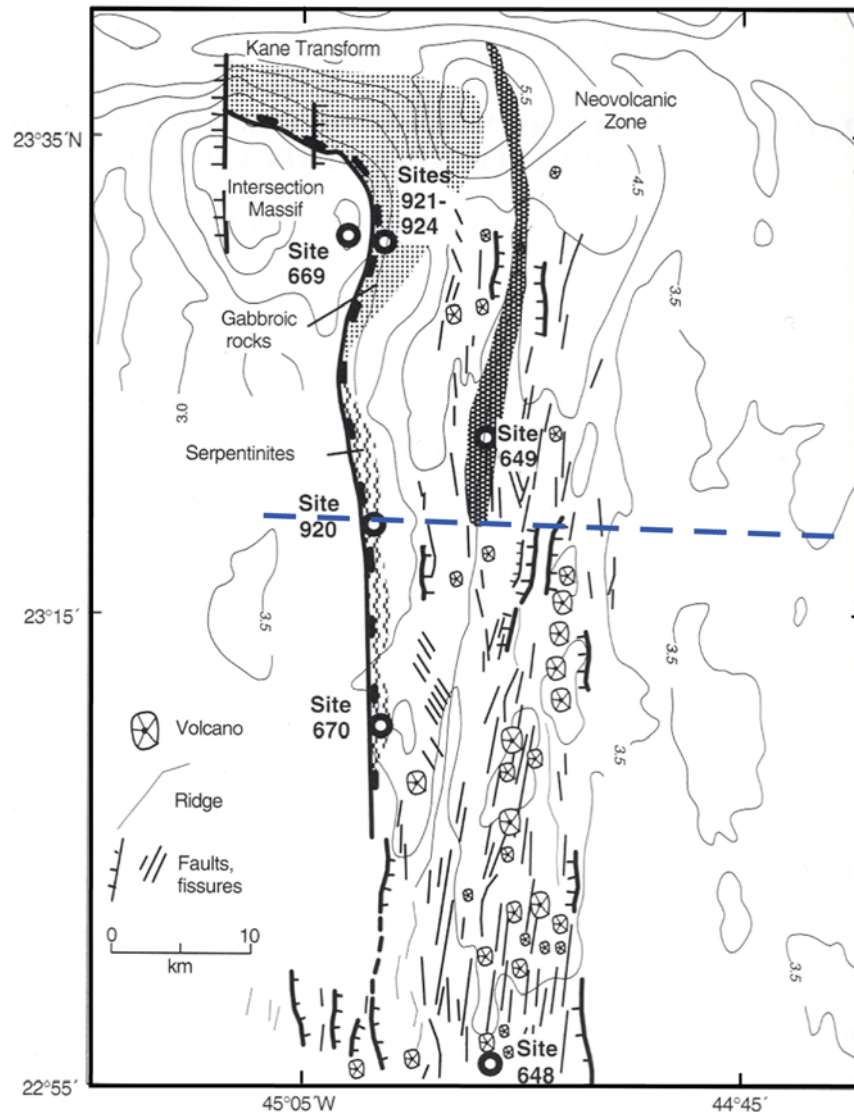 Kane Transform
5.5
Neovolcanic
Zone
23°35'N
4.5
Sites
921-
924
Intersection
Massif
Site
669
3.5
Gabbroic
rocks
3.0
Site
649
Serpentinites
Site
920
23°15'
3.5
3.5
Site
670
Volcano
3.5
Ridge
Faults,
fissures
0
10
km
3.5
Site
648
22°55'
45°05'W
44°45'